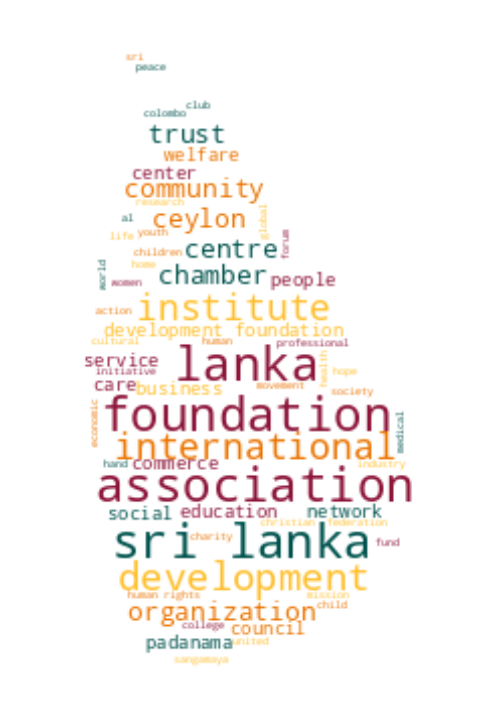 sri
peace
club
colombo
trust
welfare
center
community
research
al
ceylon
global
life
youth
forum
children
centre
home
world
women
chamber
people
action
institute
development foundation
cultural
human
professional
service
lanka
initiative
health
hope
care
business
movement
society
economic
foundation
medical
international
hand
commerce
industry
association
social
education
network
christian
federation
sri lanka
charity
fund
development
human rights
mission
organization
child
college
council
padanama
united
sangamaya